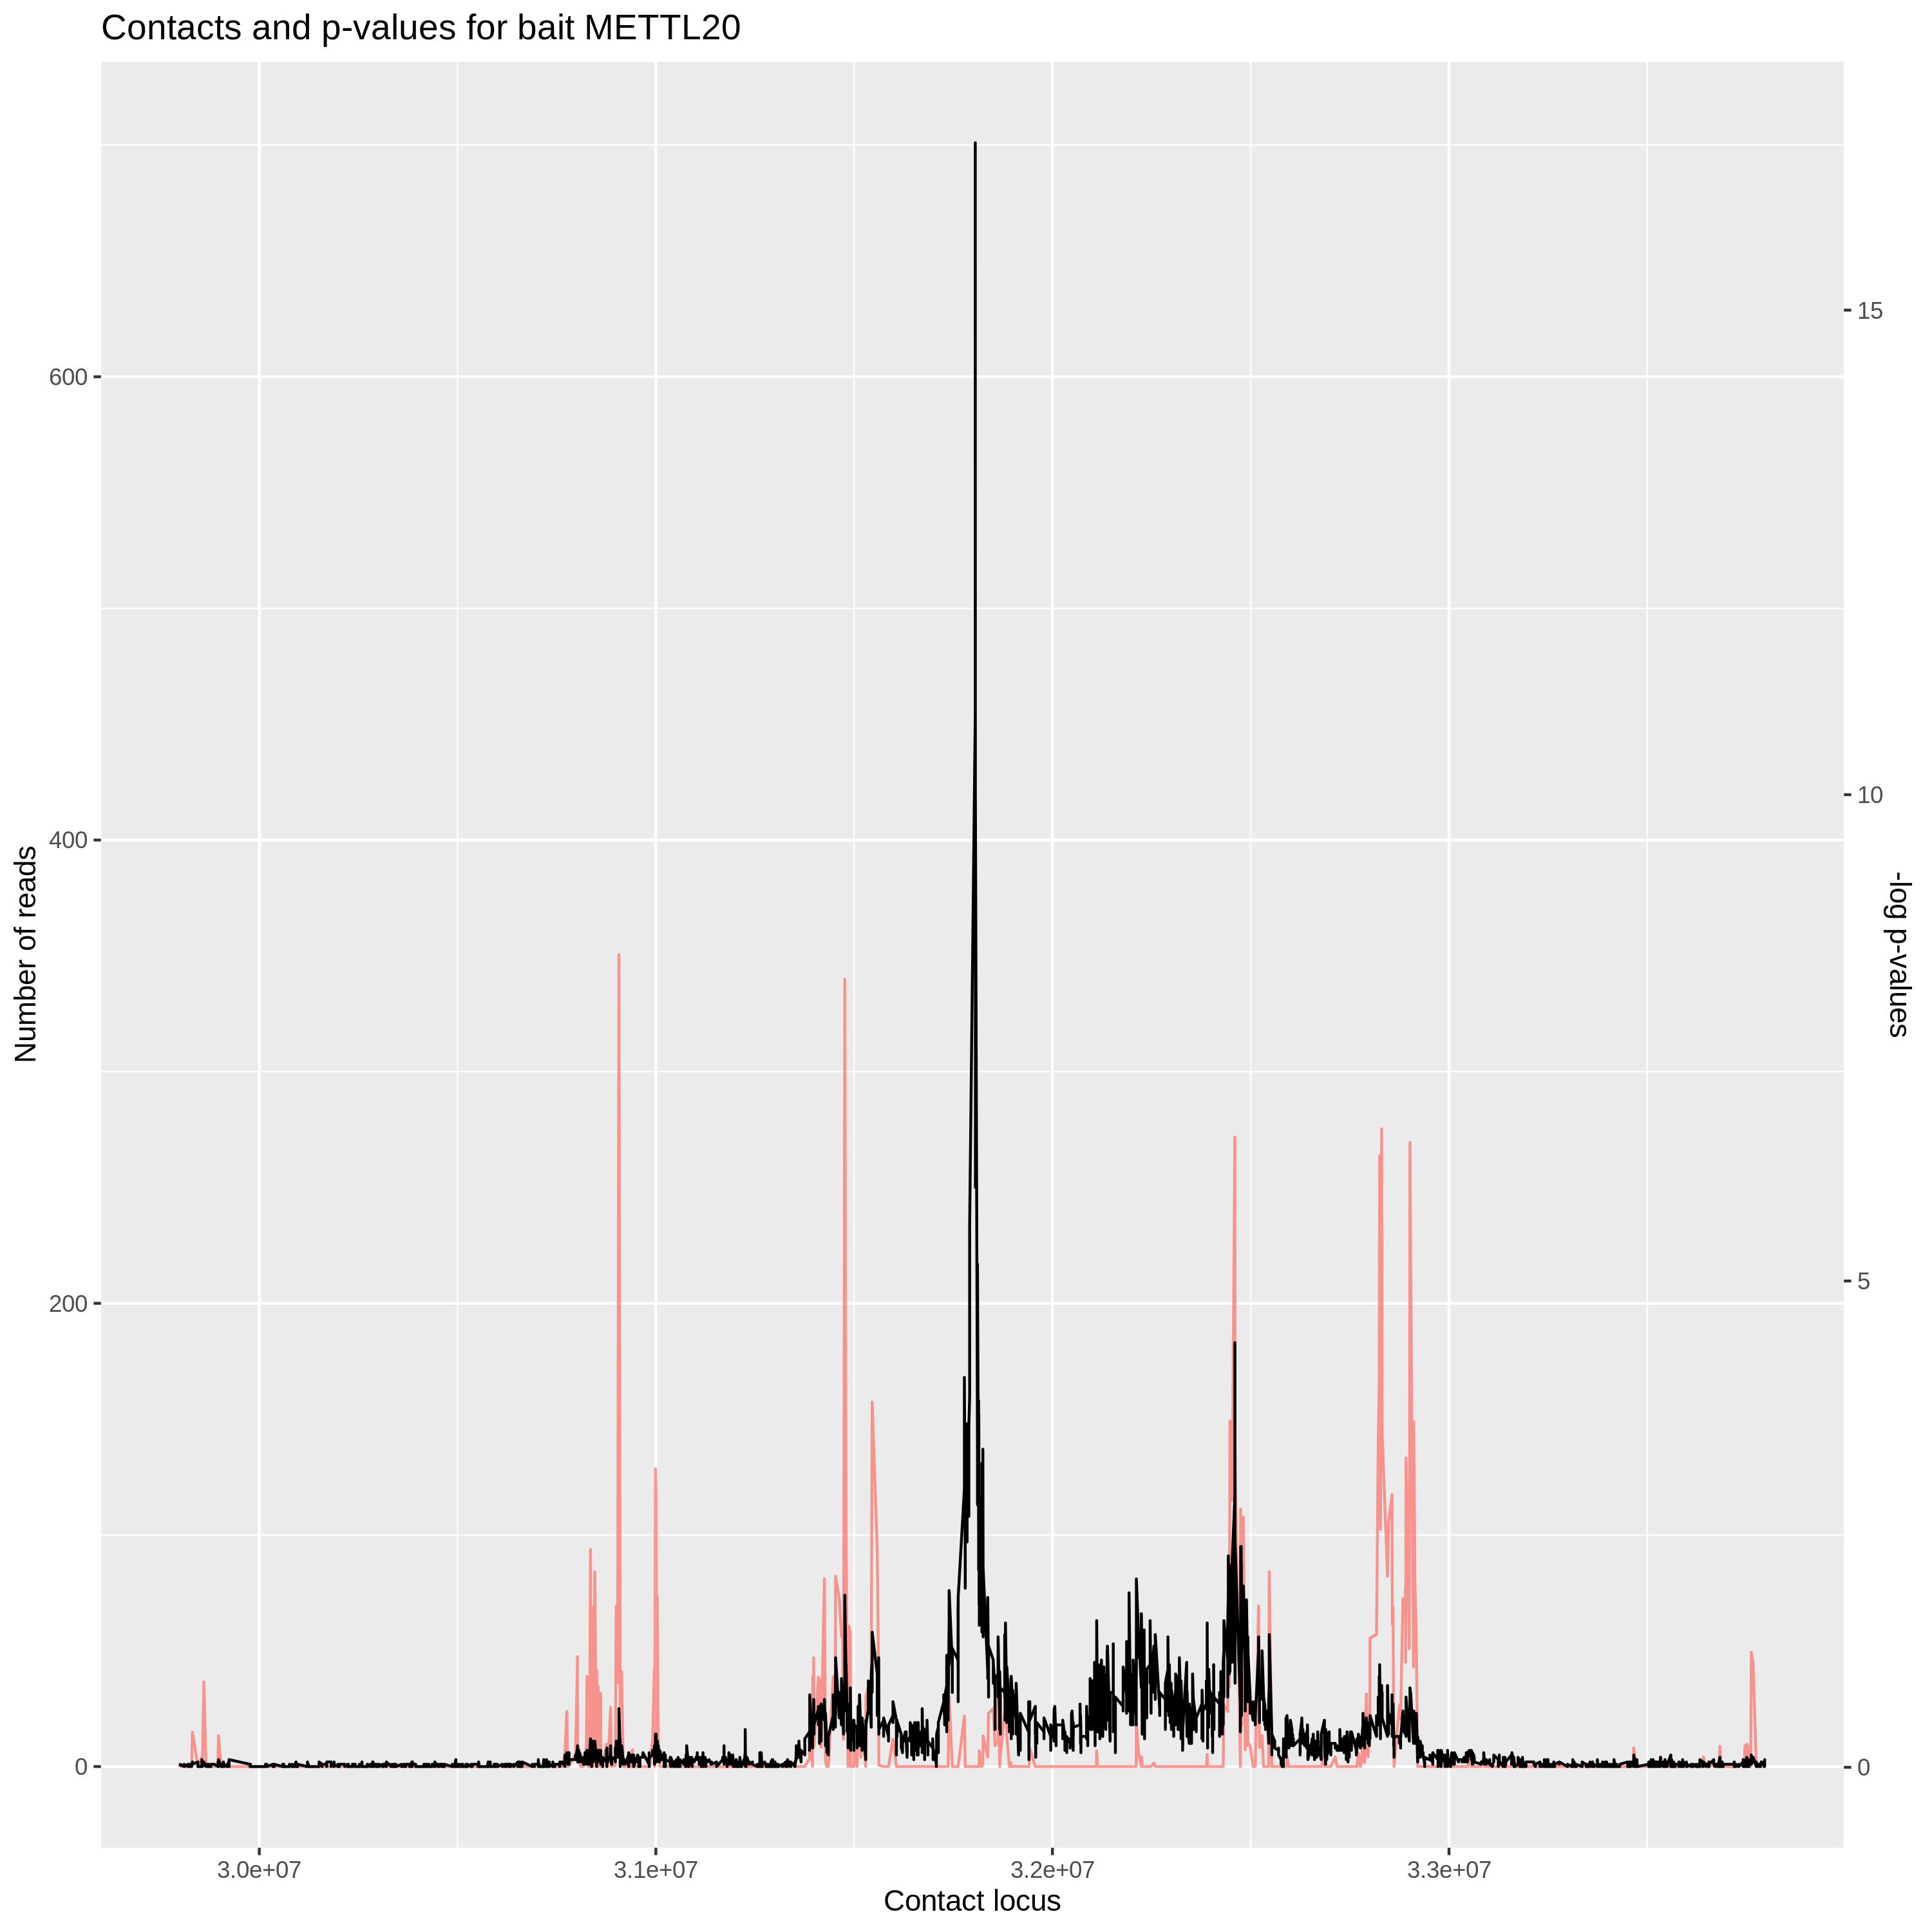 Contacts and p-values for bait METTL20
Number of reads
600
400
200
0
15
10
5
0
-log p-values
3.0e+07
3.1e+07
3.2e+07
3.3e+07
Contact locus